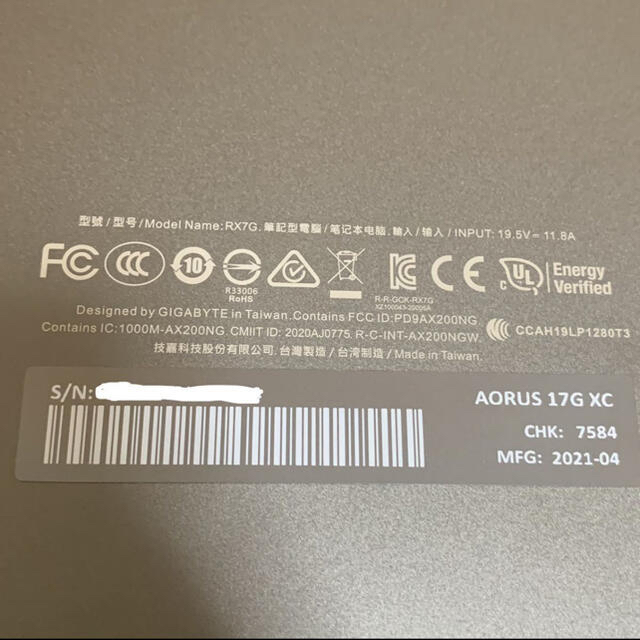 型號 / 型号 / Model Name: RX7G. 筆記型電腦 / 笔记本电脑. 輸入 / 输入 / INPUT: 19.5V⎓11.8A
FC CCC 10 R33006 RoHS R-R-GCK-RX7G CE c UL US Energy Verified
Designed by GIGABYTE in Taiwan. Contains FCC ID: PD9AX200NG
Contains IC: 1000M-AX200NG. CMIIT ID: 2020AJ0775. R-C-INT-AX200NGW.
CCAH19LP1280T3
技嘉科技股份有限公司. 台灣製造 / 台湾制造 / Made in Taiwan.
S/N:
AORUS 17G XC
CHK: 7584
MFG: 2021-04